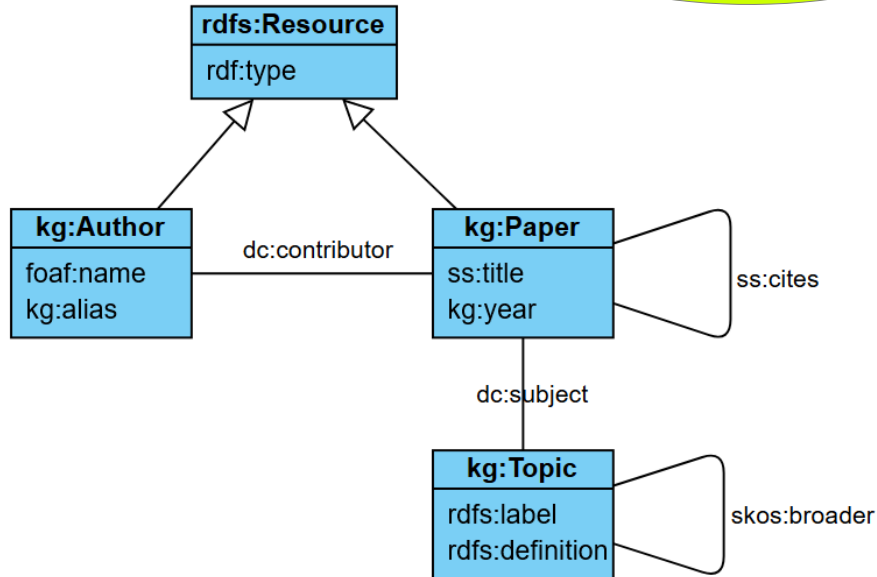 rdfs:Resource
rdf:type
kg:Author
foaf:name
kg:alias
dc:contributor
kg:Paper
ss:title
kg:year
ss:cites
dc:subject
kg:Topic
rdfs:label
rdfs:definition
skos:broader